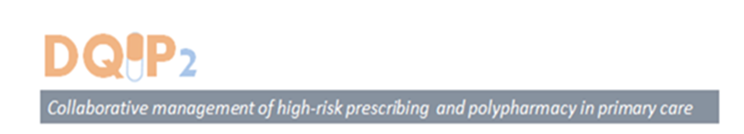 DQIP2
Collaborative management of high-risk prescribing and polypharmacy in primary care